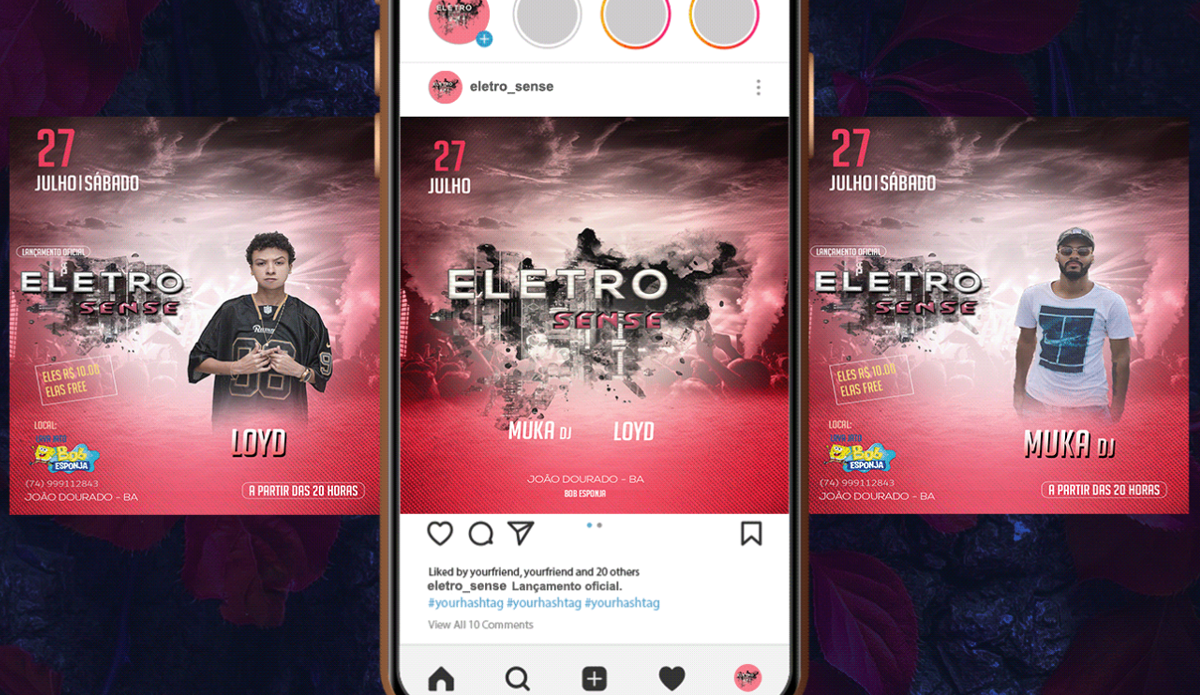 27
JULHO | SÁBADO
LANÇAMENTO OFICIAL
ELETRO
SENSE
ELES R$ 10.00
ELAS FREE
LOCAL:
LAVA JATO
BOB
ESPONJA
(74) 999112843
JOÃO DOURADO - BA
LOYD
A PARTIR DAS 20 HORAS
ELETRO
eletro_sense
27
JULHO
ELETRO
SENSE
MUKA DJ LOYD
JOÃO DOURADO - BA
BOB ESPONJA
Liked by yourfriend, yourfriend and 20 others
eletro_sense Lançamento oficial.
#yourhashtag #yourhashtag #yourhashtag
View All 10 Comments
27
JULHO | SÁBADO
LANÇAMENTO OFICIAL
ELETRO
SENSE
ELES R$ 10.00
ELAS FREE
LOCAL:
LAVA JATO
BOB
ESPONJA
(74) 999112843
JOÃO DOURADO - BA
MUKA DJ
A PARTIR DAS 20 HORAS